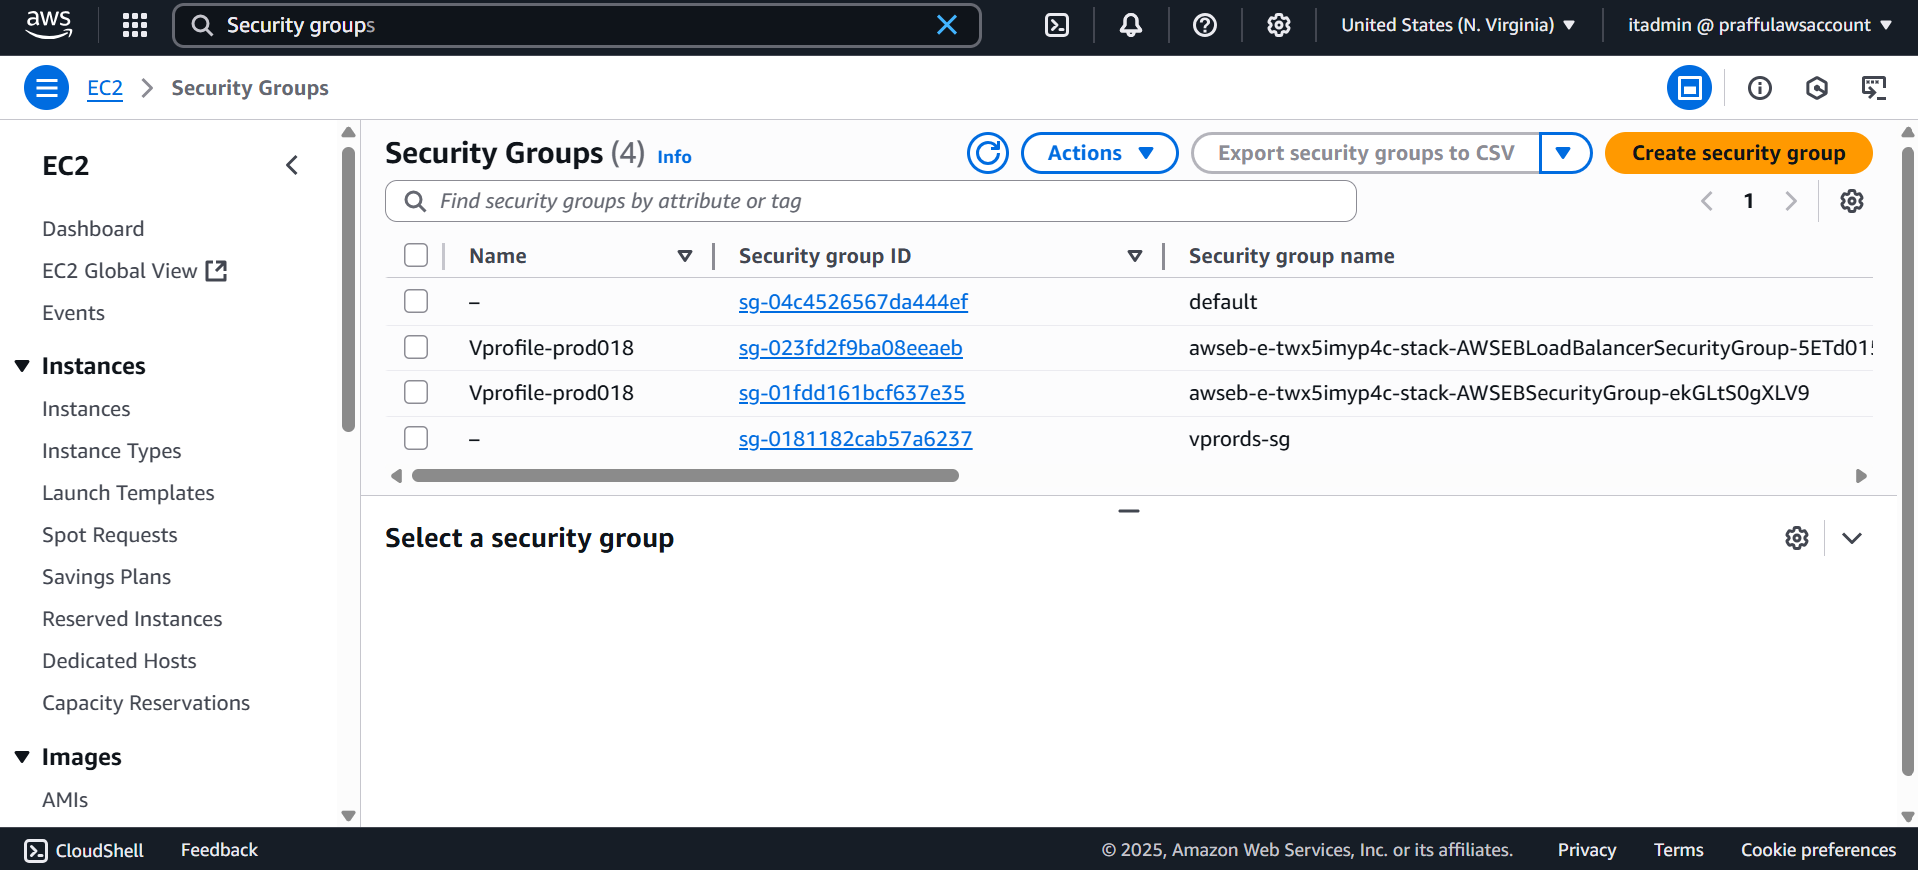 aws
Security groups
United States (N. Virginia)
itadmin @ praffulawsaccount
EC2
Security Groups
EC2
Dashboard
EC2 Global View
Events
Instances
Instances
Instance Types
Launch Templates
Spot Requests
Savings Plans
Reserved Instances
Dedicated Hosts
Capacity Reservations
Images
AMIs
Security Groups (4) Info
Actions
Export security groups to CSV
Create security group
Find security groups by attribute or tag
1
Name Security group ID Security group name
– sg-04c4526567da444ef default
Vprofile-prod018 sg-023fd2f9ba08eeaeb awseb-e-twx5imyp4c-stack-AWSEBLoadBalancerSecurityGroup-5ETd015
Vprofile-prod018 sg-01fdd161bcf637e35 awseb-e-twx5imyp4c-stack-AWSEBSecurityGroup-ekGLtS0gXLV9
– sg-0181182cab57a6237 vprords-sg
Select a security group
CloudShell Feedback
© 2025, Amazon Web Services, Inc. or its affiliates. Privacy Terms Cookie preferences